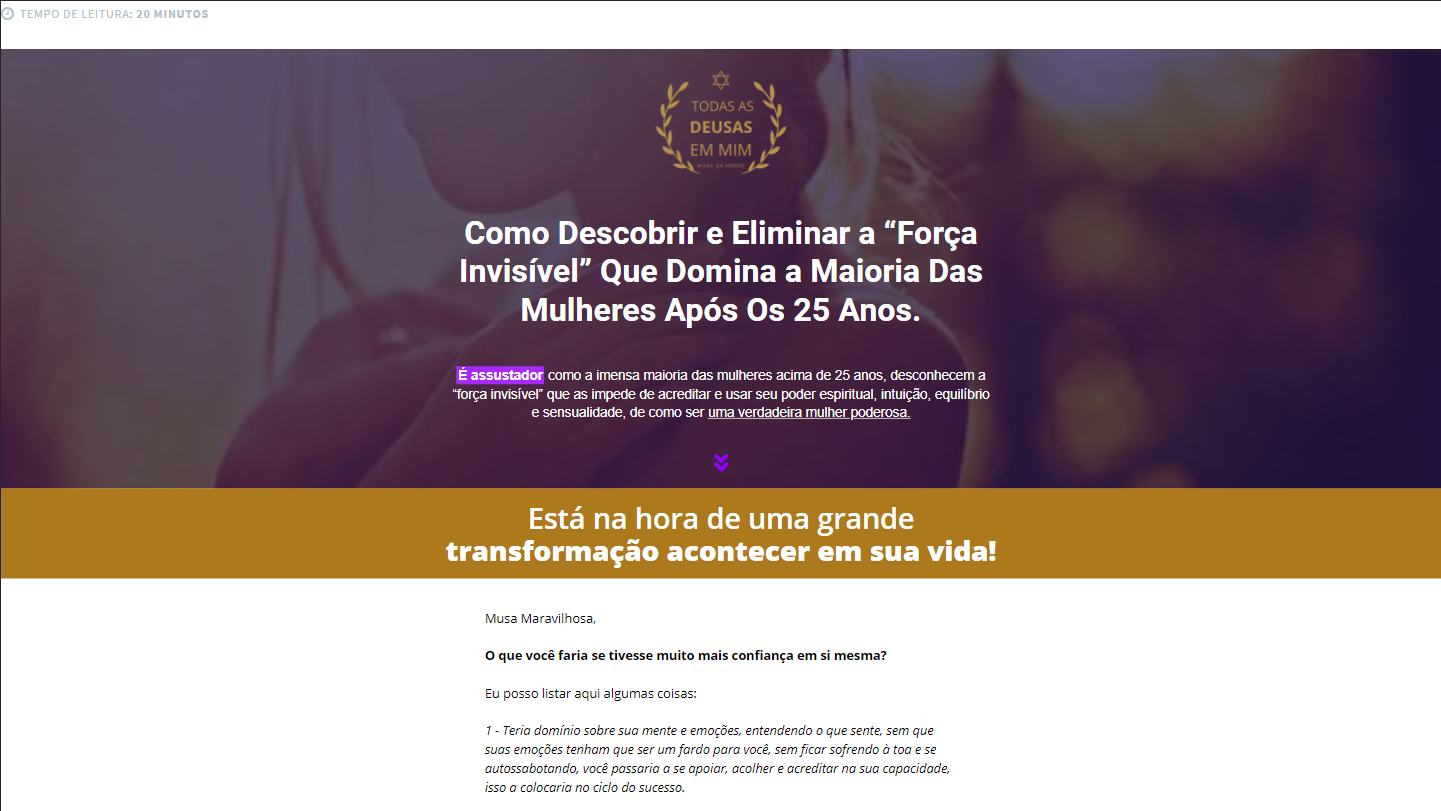 TEMPO DE LEITURA: 20 MINUTOS
TODAS AS
DEUSAS
EM MIM
MUSA DA MENTE
Como Descobrir e Eliminar a “Força
Invisível” Que Domina a Maioria Das
Mulheres Após Os 25 Anos.
É assustador como a imensa maioria das mulheres acima de 25 anos, desconhecem a
“força invisível” que as impede de acreditar e usar seu poder espiritual, intuição, equilíbrio
e sensualidade, de como ser uma verdadeira mulher poderosa.
Está na hora de uma grande
transformação acontecer em sua vida!
Musa Maravilhosa,
O que você faria se tivesse muito mais confiança em si mesma?
Eu posso listar aqui algumas coisas:
1 - Teria domínio sobre sua mente e emoções, entendendo o que sente, sem que
suas emoções tenham que ser um fardo para você, sem ficar sofrendo à toa e se
autossabotando, você passaria a se apoiar, acolher e acreditar na sua capacidade,
isso a colocaria no ciclo do sucesso.